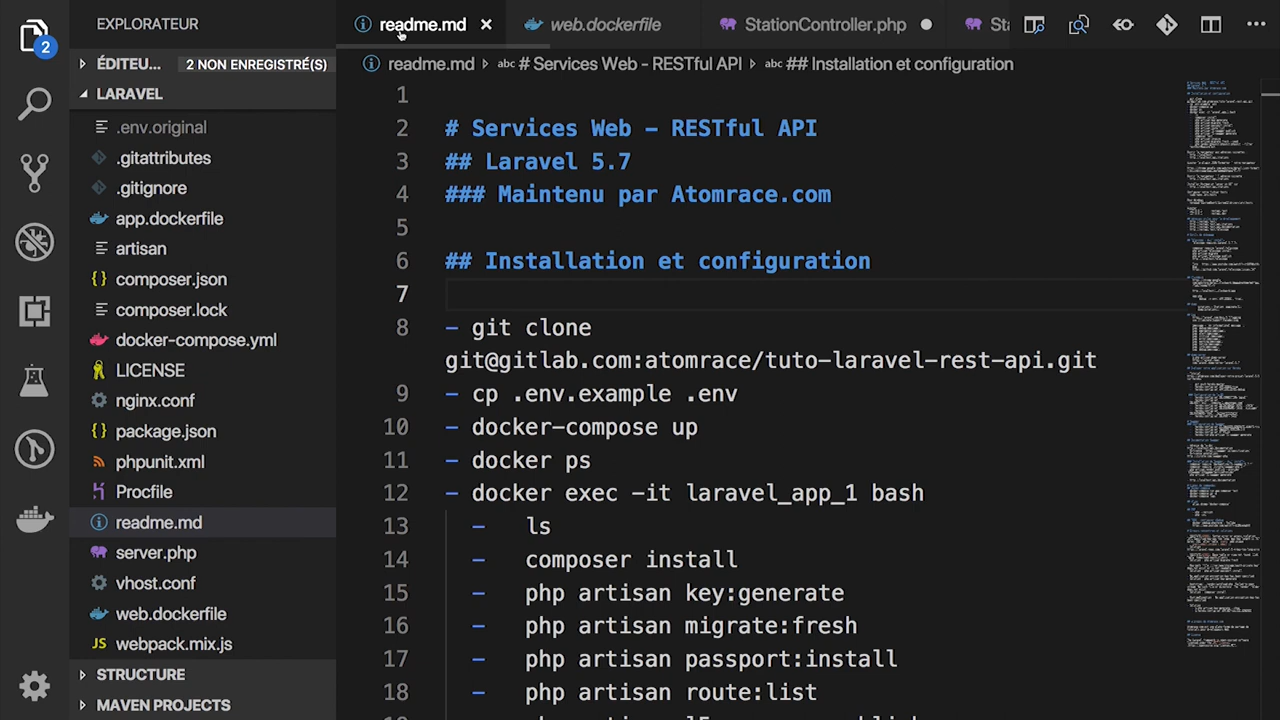 EXPLORATEUR
readme.md
web.dockerfile
StationController.php
Sta
2
ÉDITEU...
2 NON ENREGISTRÉ(S)
readme.md > abc # Services Web - RESTful API > abc ## Installation et configuration
LARAVEL
.env.original
.gitattributes
.gitignore
app.dockerfile
artisan
composer.json
composer.lock
docker-compose.yml
LICENSE
nginx.conf
package.json
phpunit.xml
Procfile
readme.md
server.php
vhost.conf
web.dockerfile
webpack.mix.js
STRUCTURE
MAVEN PROJECTS
1
2 # Services Web - RESTful API
3 ## Laravel 5.7
4 ### Maintenu par Atomrace.com
5
6 ## Installation et configuration
7
8 - git clone
git@gitlab.com:atomrace/tuto-laravel-rest-api.git
9 - cp .env.example .env
10 - docker-compose up
11 - docker ps
12 - docker exec -it laravel_app_1 bash
13 - ls
14 - composer install
15 - php artisan key:generate
16 - php artisan migrate:fresh
17 - php artisan passport:install
18 - php artisan route:list